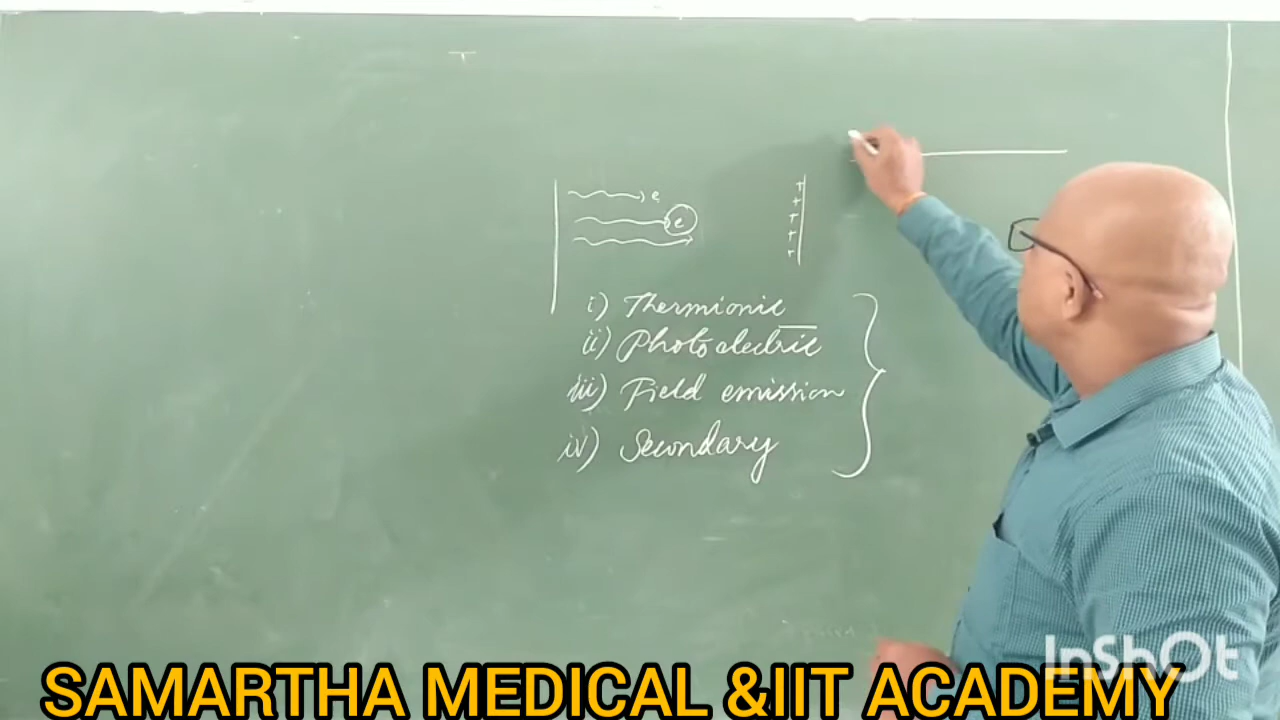 e
e
+
+
+
+
+
i) Thermionic
ii) Photoelectric
iii) Field emission
iv) Secondary
InShOt
SAMARTHA MEDICAL &IIT ACADEMY